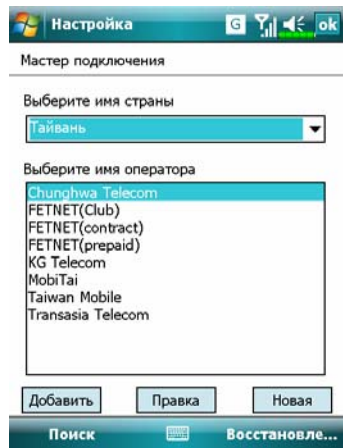 Настройка G ok
Мастер подключения
Выберите имя страны
Тайвань
Выберите имя оператора
Chunghwa Telecom
FETNET(Club)
FETNET(contract)
FETNET(prepaid)
KG Telecom
MobiTai
Taiwan Mobile
Transasia Telecom
Добавить Правка Новая
Поиск Восстановле...